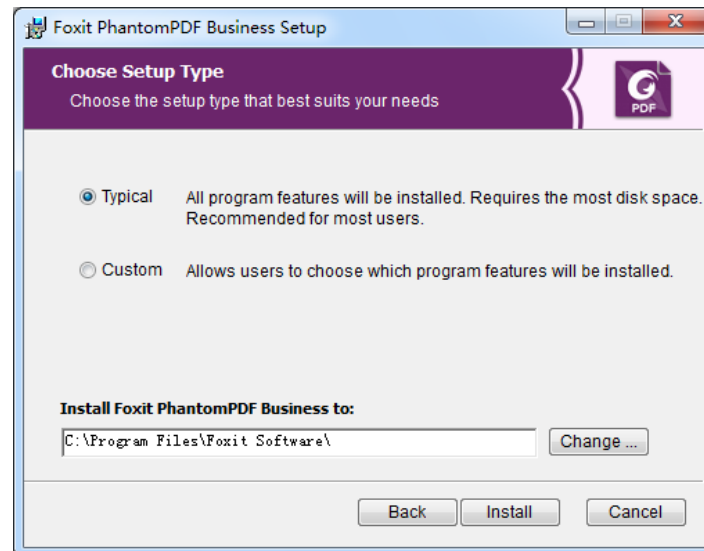 Foxit PhantomPDF Business Setup
Choose Setup Type
Choose the setup type that best suits your needs
PDF
Typical
All program features will be installed. Requires the most disk space.
Recommended for most users.
Custom
Allows users to choose which program features will be installed.
Install Foxit PhantomPDF Business to:
C:\Program Files\Foxit Software\
Change ...
Back
Install
Cancel